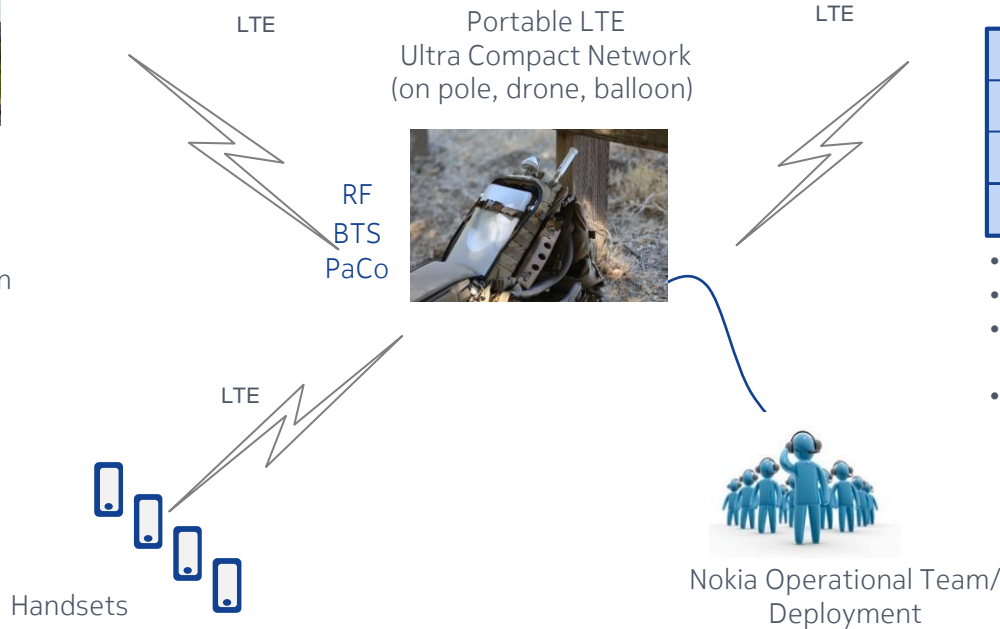 LTE
Portable LTE
Ultra Compact Network
(on pole, drone, balloon)
LTE
RF
BTS
PaCo
LTE
Handsets
Nokia Operational Team/
Deployment